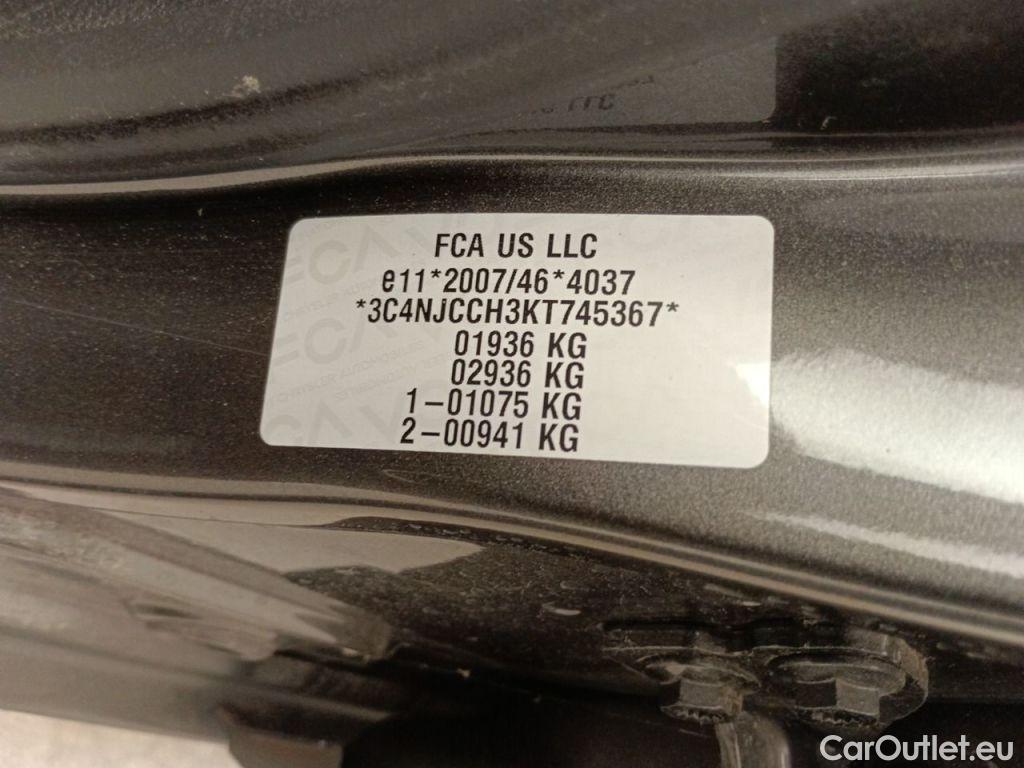 FCA US LLC
e11*2007/46*4037
*3C4NJCCH3KT745367*
01936 KG
02936 KG
1-01075 KG
2-00941 KG
CarOutlet.eu